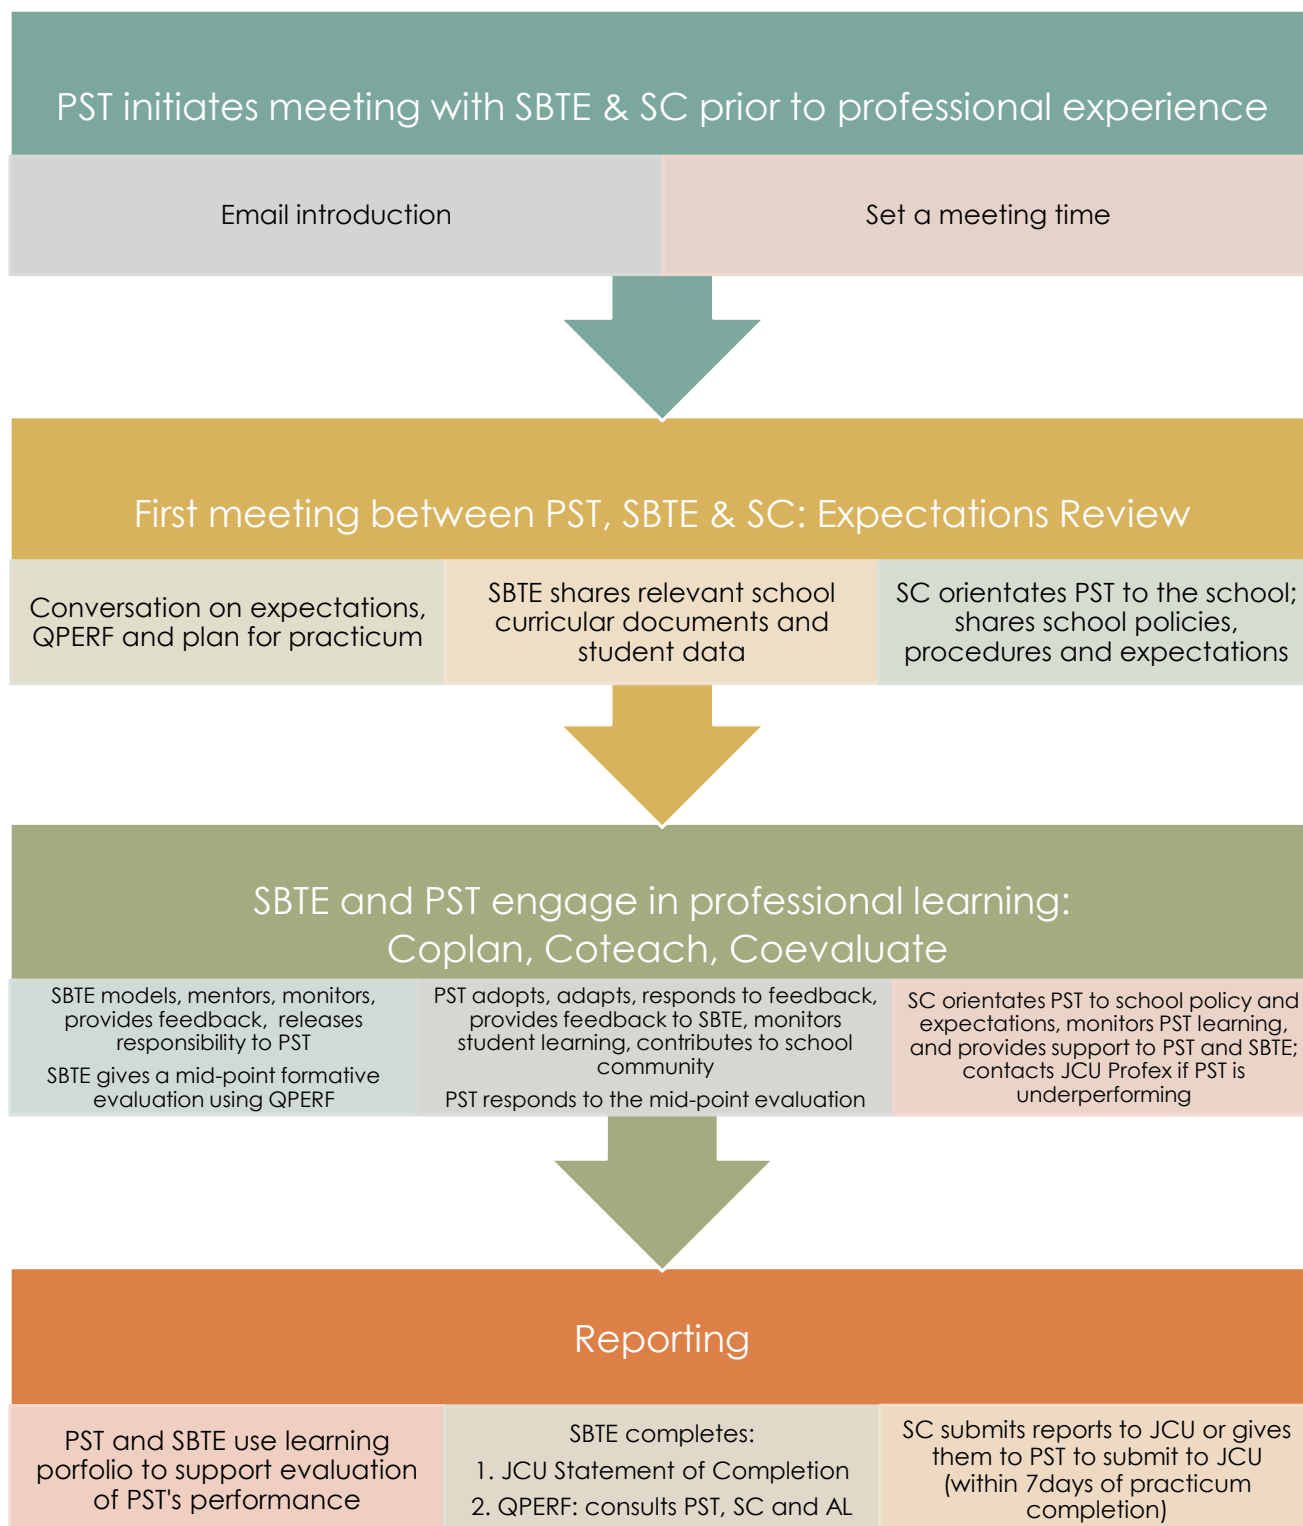 PST initiates meeting with SBTE & SC prior to professional experience
Email introduction
Set a meeting time
First meeting between PST, SBTE & SC: Expectations Review
Conversation on expectations,
QPERF and plan for practicum
SBTE shares relevant school
curricular documents and
student data
SC orientates PST to the school;
shares school policies,
procedures and expectations
SBTE and PST engage in professional learning:
Coplan, Coteach, Coevaluate
SBTE models, mentors, monitors,
provides feedback, releases
responsibility to PST
SBTE gives a mid-point formative
evaluation using QPERF
PST adopts, adapts, responds to feedback,
provides feedback to SBTE, monitors
student learning, contributes to school
community
PST responds to the mid-point evaluation
SC orientates PST to school policy and
expectations, monitors PST learning,
and provides support to PST and SBTE;
contacts JCU Profex if PST is
underperforming
Reporting
PST and SBTE use learning
porfolio to support evaluation
of PST's performance
SBTE completes:
1. JCU Statement of Completion
2. QPERF: consults PST, SC and AL
SC submits reports to JCU or gives
them to PST to submit to JCU
(within 7days of practicum
completion)